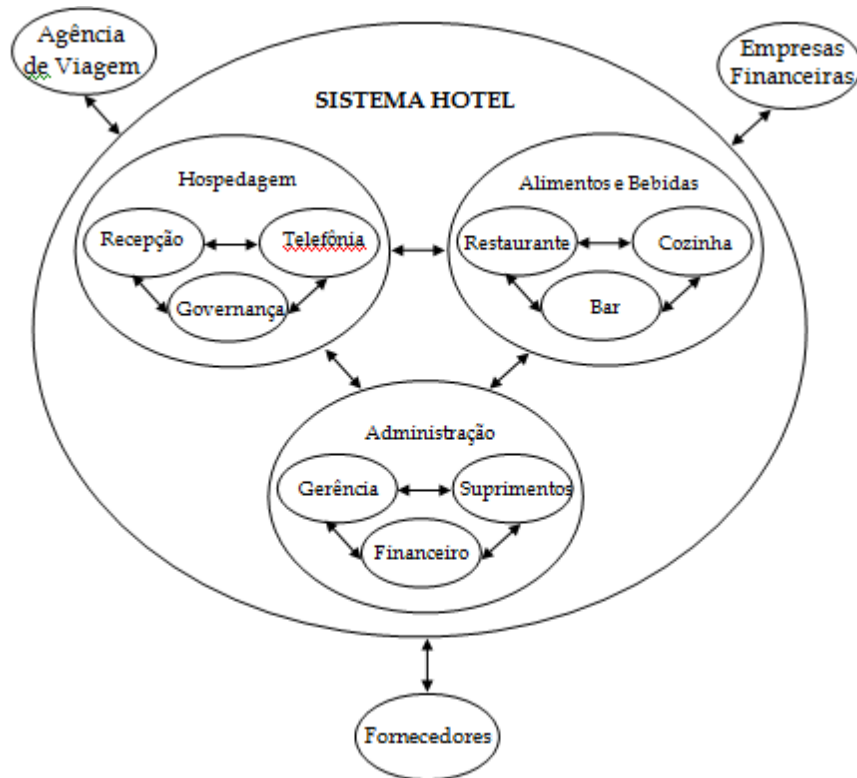 Agência
de Viagem
Empresas
Financeiras
SISTEMA HOTEL
Hospedagem
Recepção
Telefônia
Governança
Alimentos e Bebidas
Restaurante
Cozinha
Bar
Administração
Gerência
Suprimentos
Financeiro
Fornecedores